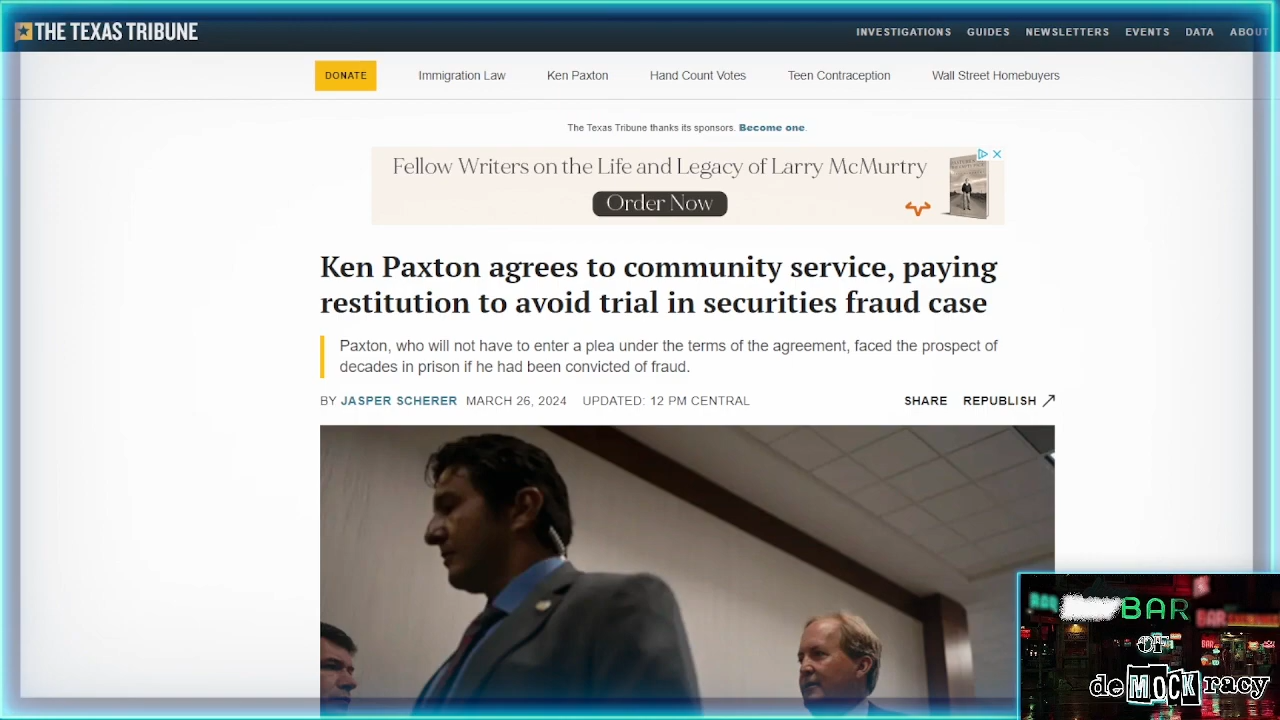 THE TEXAS TRIBUNE
INVESTIGATIONS GUIDES NEWSLETTERS EVENTS DATA ABOUT
DONATE Immigration Law Ken Paxton Hand Count Votes Teen Contraception Wall Street Homebuyers
The Texas Tribune thanks its sponsors. Become one.
Fellow Writers on the Life and Legacy of Larry McMurtry
Order Now
Ken Paxton agrees to community service, paying
restitution to avoid trial in securities fraud case
Paxton, who will not have to enter a plea under the terms of the agreement, faced the prospect of
decades in prison if he had been convicted of fraud.
BY JASPER SCHERER MARCH 26, 2024 UPDATED: 12 PM CENTRAL
SHARE REPUBLISH
BAR
OF
deMOCKracy